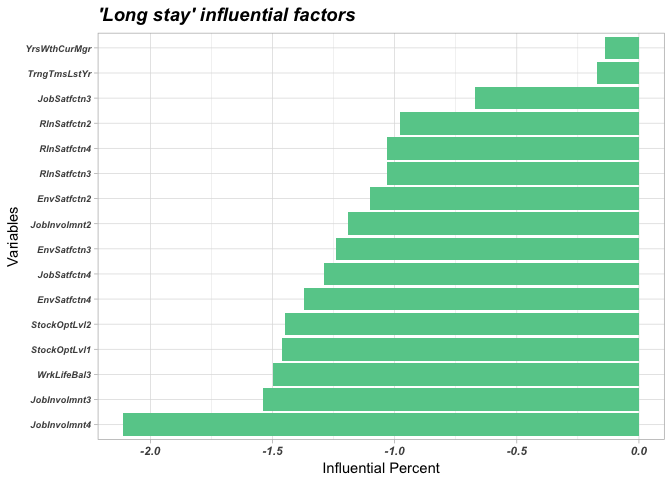 'Long stay' influential factors
Variables
YrsWthCurMgr
TrngTmsLstYr
JobSatfctn3
RlnSatfctn2
RlnSatfctn4
RlnSatfctn3
EnvSatfctn2
JobInvolmnt2
EnvSatfctn3
JobSatfctn4
EnvSatfctn4
StockOptLvl2
StockOptLvl1
WrkLifeBal3
JobInvolmnt3
JobInvolmnt4
-2.0 -1.5 -1.0 -0.5 0.0
Influential Percent